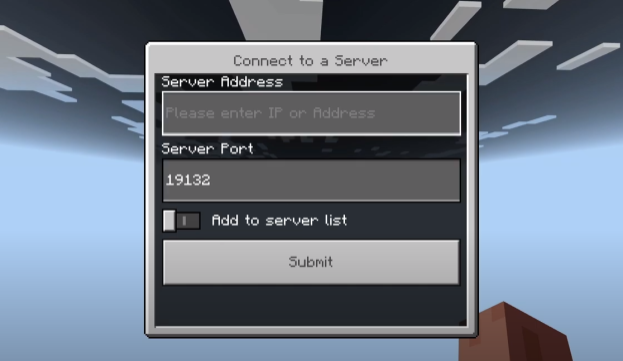 Connect to a Server
Server Address
Please enter IP or Address
Server Port
19132
Add to server list
Submit